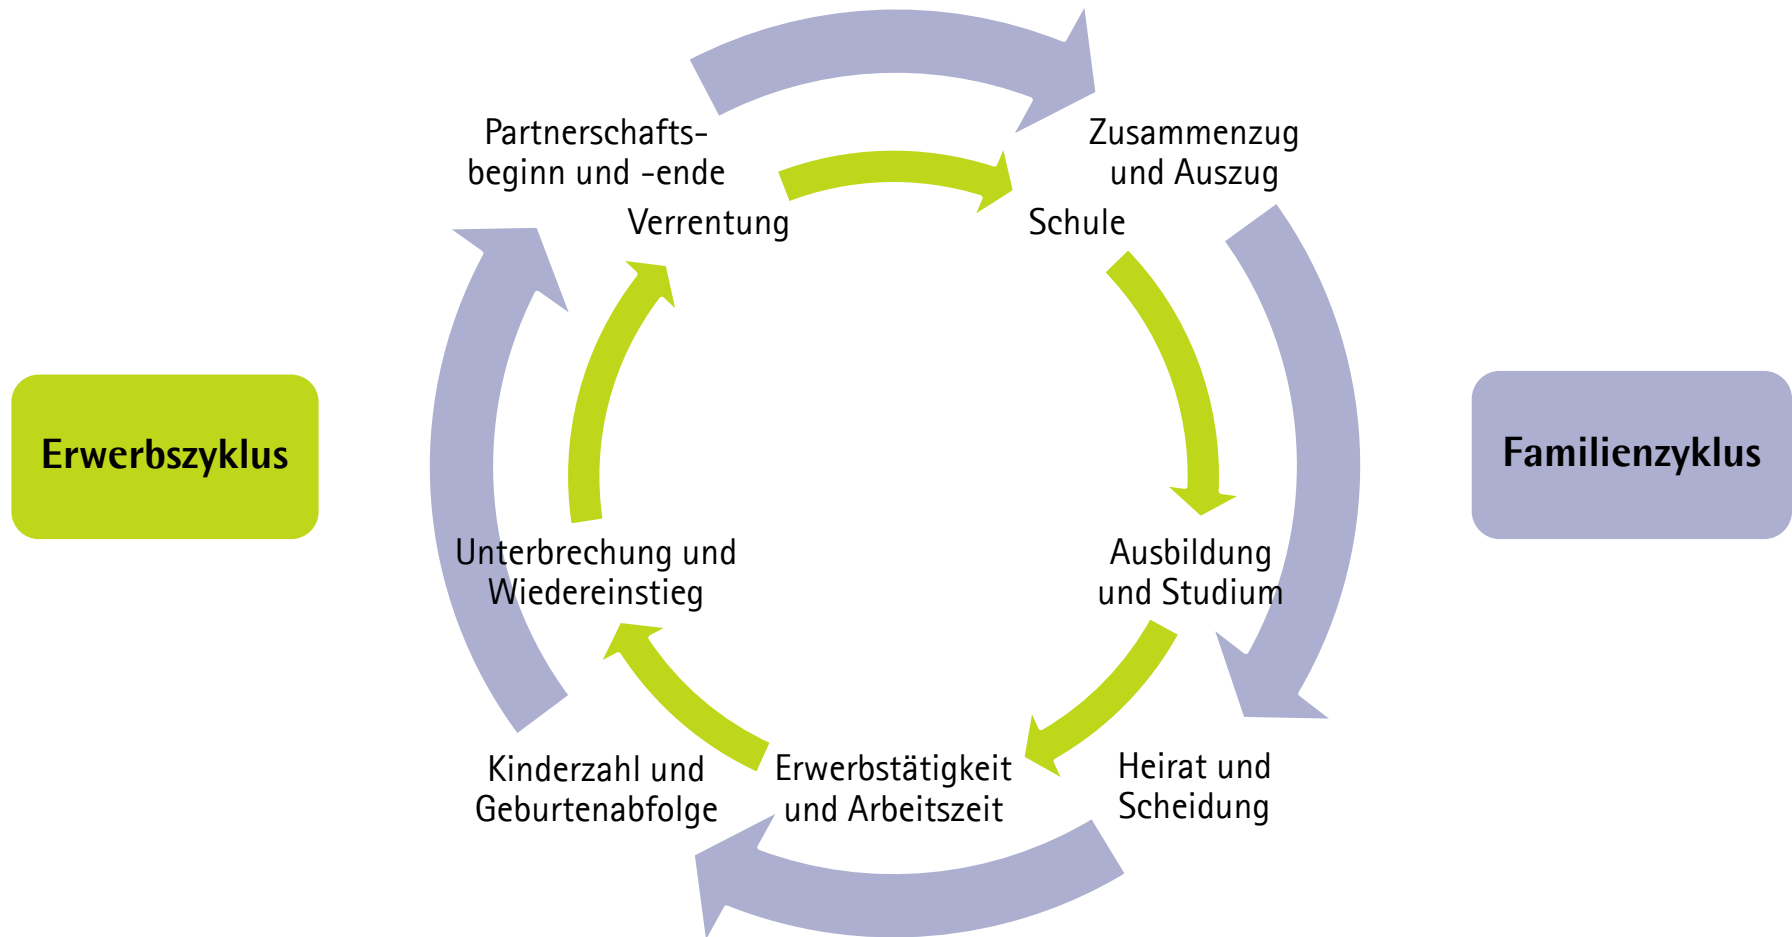 Partnerschafts-
beginn und -ende
Zusammenzug
und Auszug
Verrentung
Schule
Erwerbszyklus
Familienzyklus
Unterbrechung und
Wiedereinstieg
Ausbildung
und Studium
Kinderzahl und
Geburtenabfolge
Erwerbstätigkeit
und Arbeitszeit
Heirat und
Scheidung